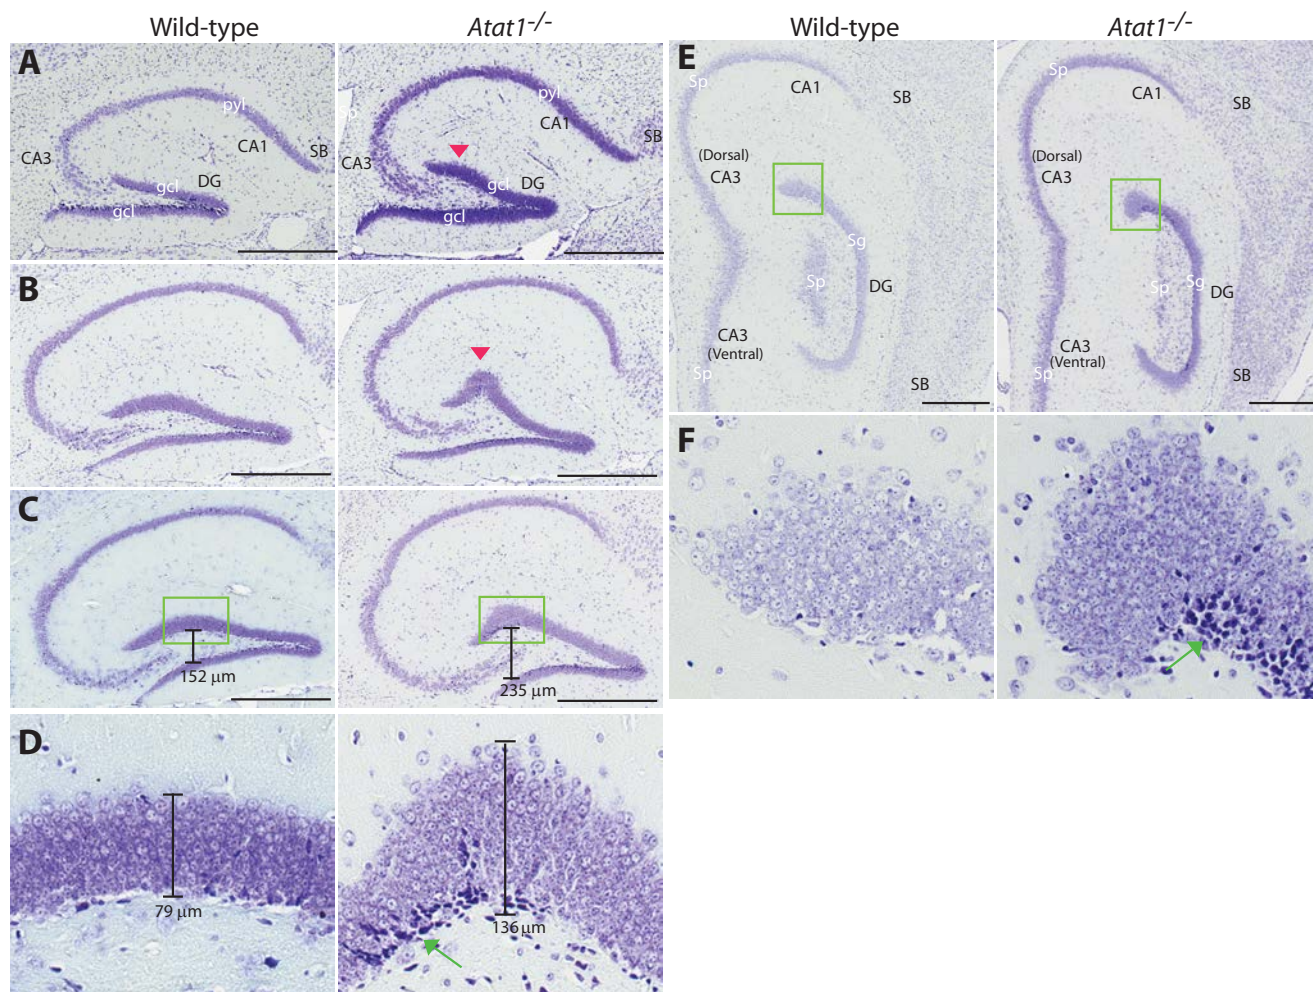 Wild-type
Atat1-/-
Wild-type
Atat1-/-
A
pyl
CA3
CA1
SB
gcl
DG
gcl
Sp
pyl
CA1
SB
CA3
gcl
DG
gcl
B
C
152 µm
235 µm
D
79 µm
136 µm
E
Sp
CA1
SB
(Dorsal)
CA3
Sg
Sp
DG
CA3
(Ventral)
Sp
SB
Sp
CA1
SB
(Dorsal)
CA3
Sp
Sg
DG
CA3
(Ventral)
Sp
SB
F